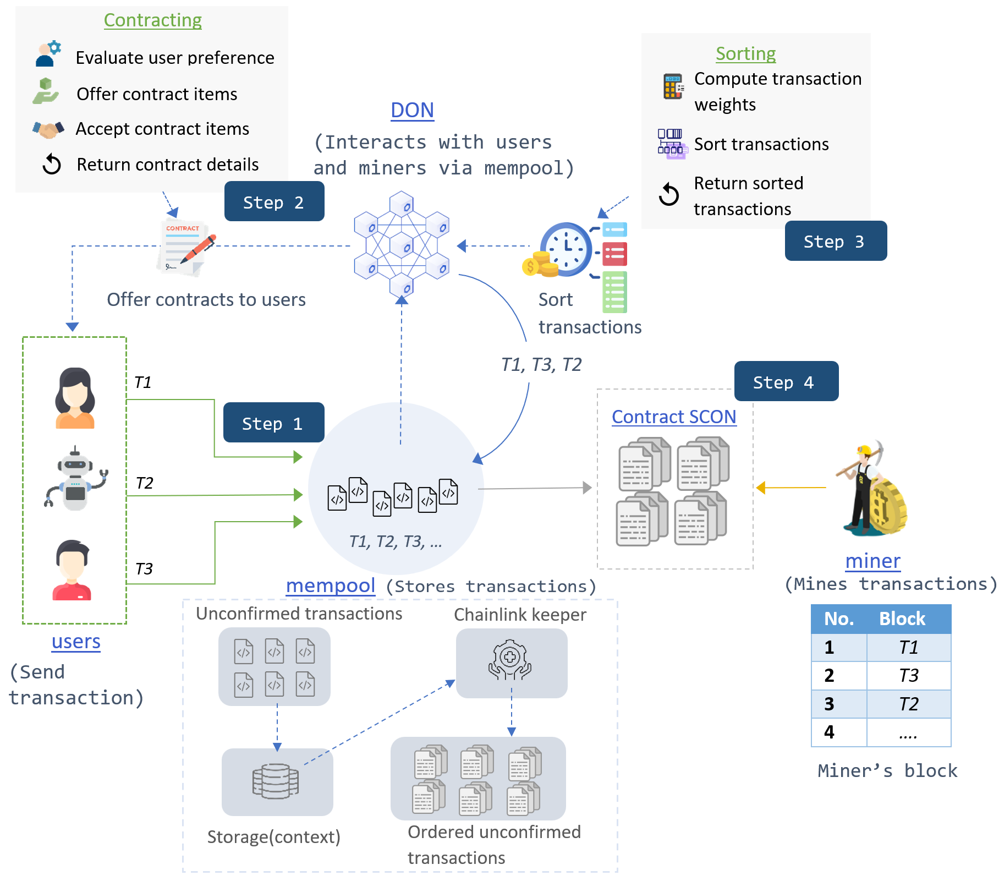 Contracting
Evaluate user preference
Offer contract items
Accept contract items
Return contract details
Step 2
DON
(Interacts with users
and miners via mempool)
Sorting
Compute transaction
weights
Sort transactions
Return sorted
transactions
Step 3
CONTRACT
Offer contracts to users
$
Sort
transactions
T1, T3, T2
T1
T2
T3
users
(Send
transaction)
Step 1
T1, T2, T3, ...
mempool (Stores transactions)
Step 4
Contract SCON
miner
(Mines transactions)
No. Block
1 T1
2 T3
3 T2
4 ....
Miner’s block
Unconfirmed transactions
Chainlink keeper
Storage(context)
Ordered unconfirmed
transactions